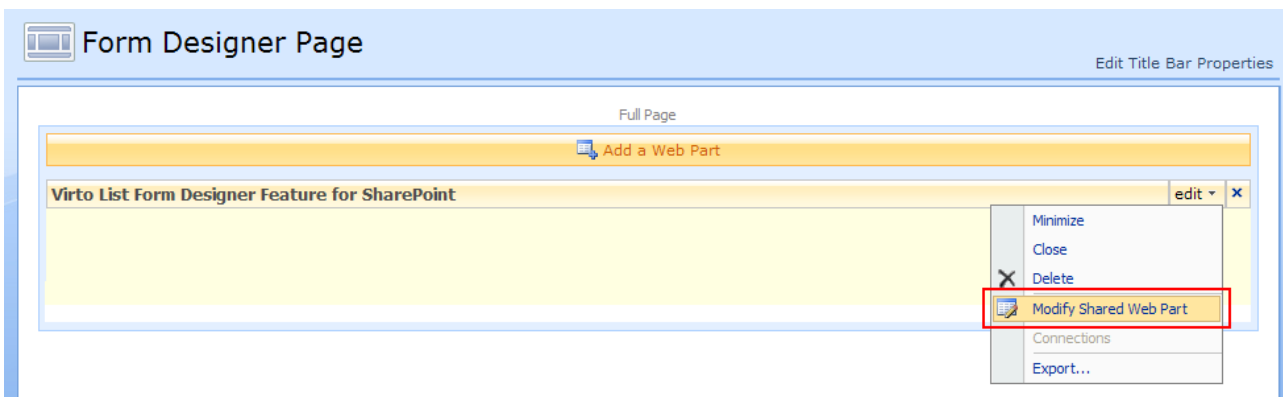 Form Designer Page
Edit Title Bar Properties
Full Page
Add a Web Part
Virto List Form Designer Feature for SharePoint
edit
Minimize
Close
Delete
Modify Shared Web Part
Connections
Export...